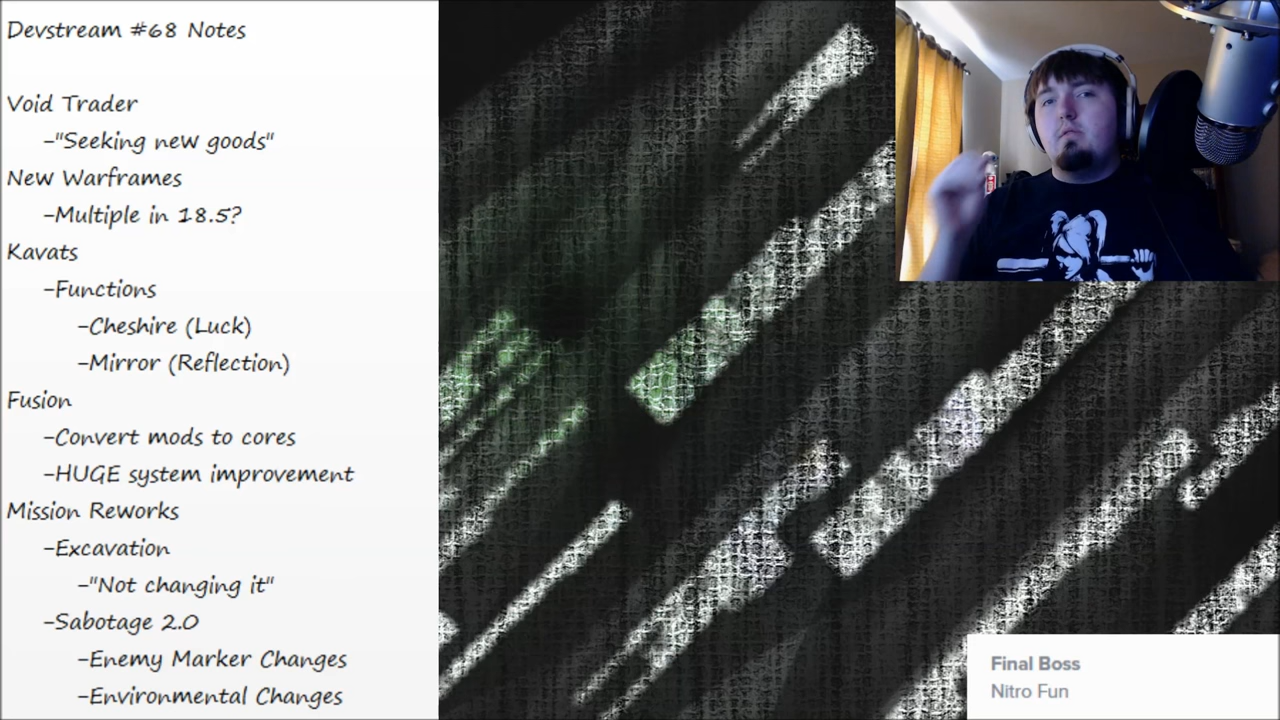 Devstream #68 Notes
Void Trader
-"Seeking new goods"
New Warframes
-Multiple in 18.5?
Kavats
-Functions
-Cheshire (Luck)
-Mirror (Reflection)
Fusion
-Convert mods to cores
-HUGE system improvement
Mission Reworks
-Excavation
-"Not changing it"
-Sabotage 2.0
-Enemy Marker Changes
-Environmental Changes
Final Boss
Nitro Fun